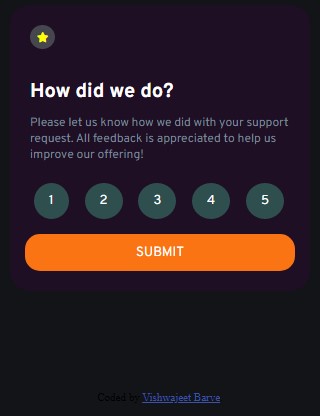 How did we do?
Please let us know how we did with your support
request. All feedback is appreciated to help us
improve our offering!
1 2 3 4 5
SUBMIT
Coded by Vishwajeet Barve